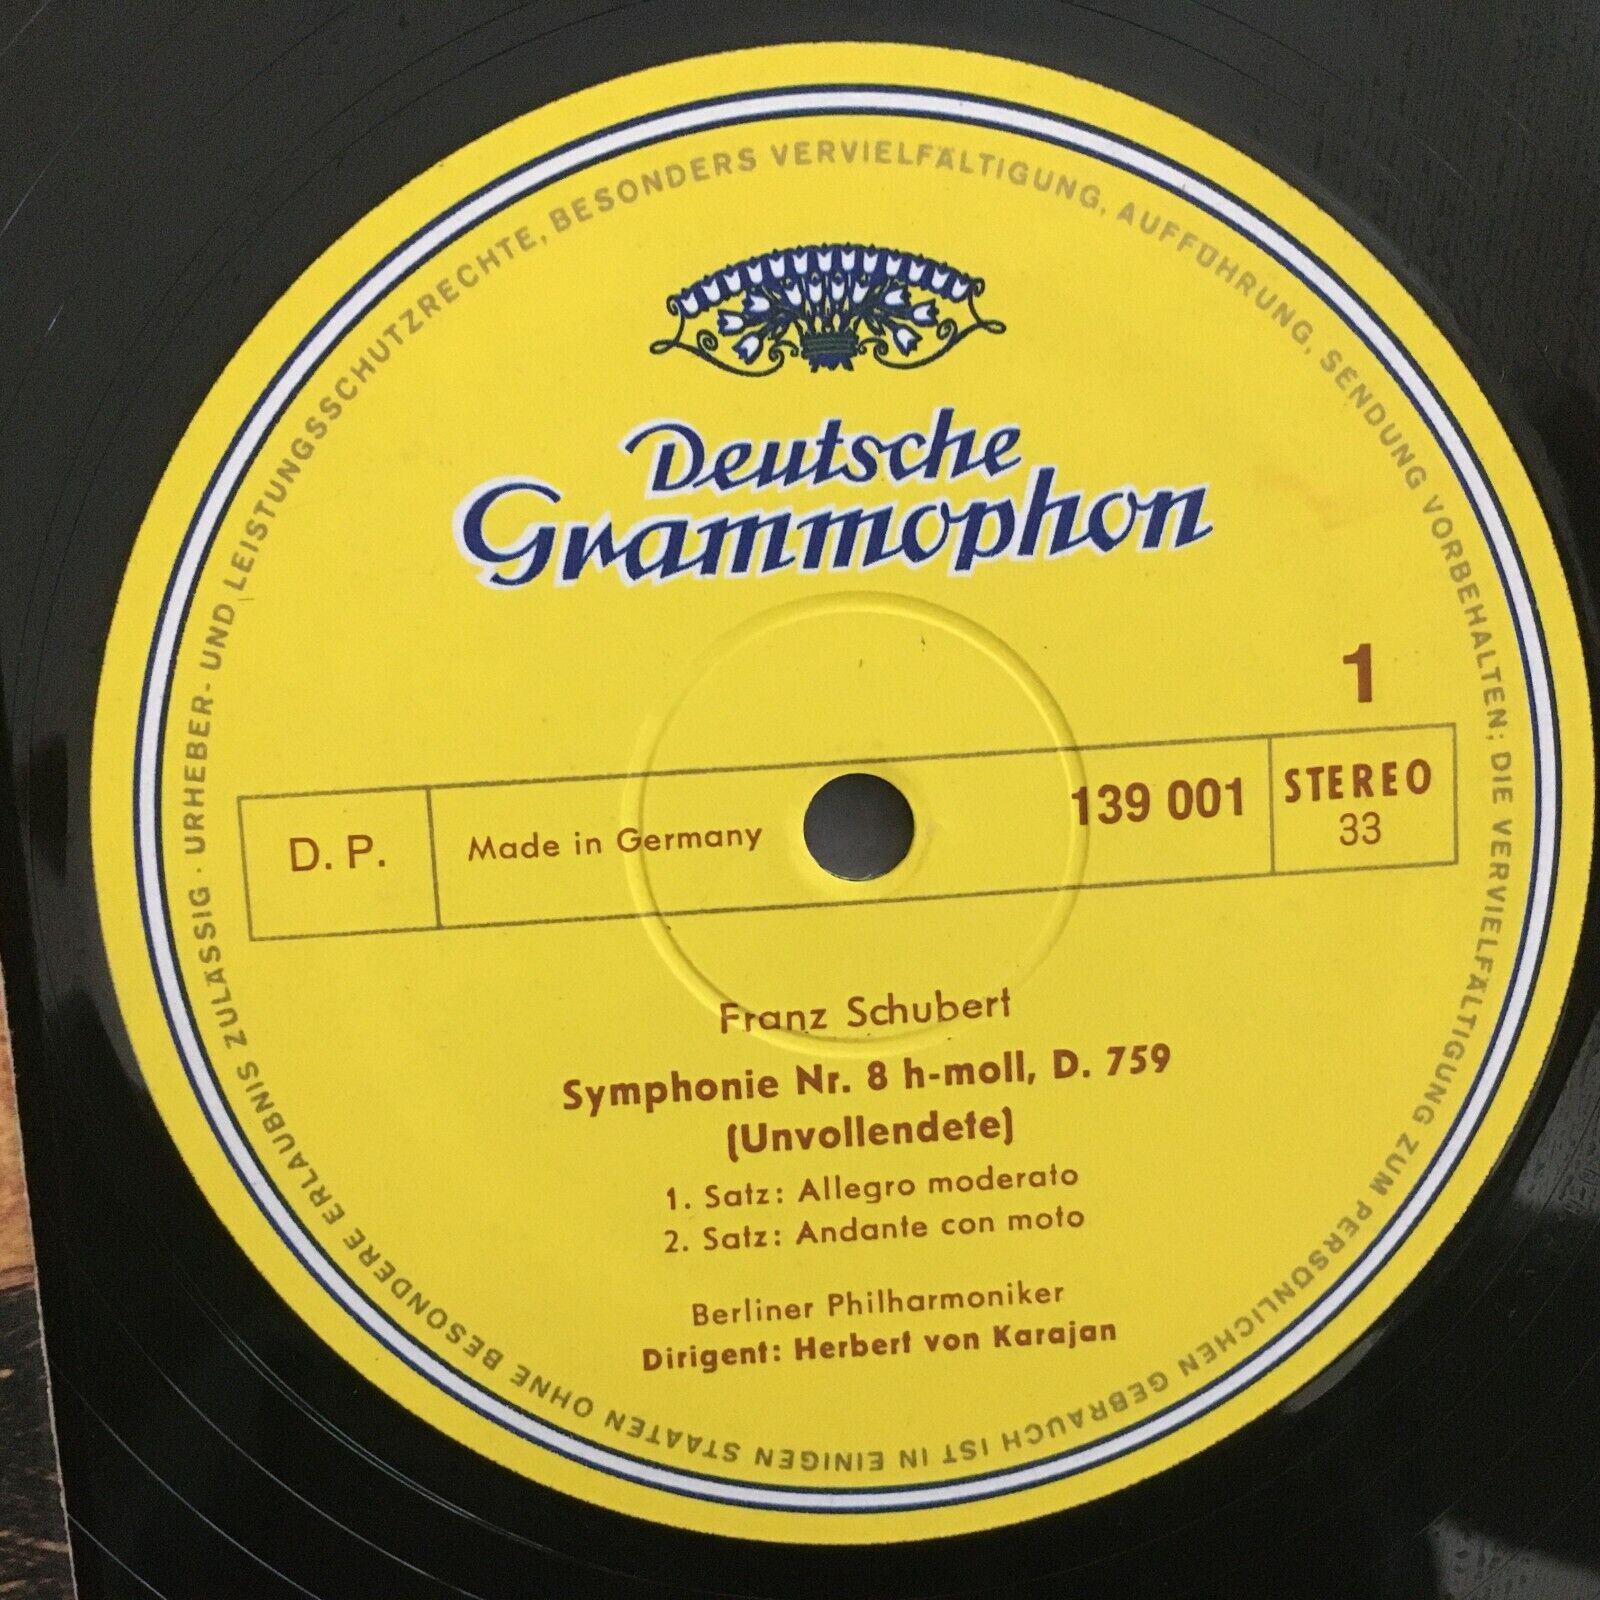 Deutsche
Grammophon
1
D. P.
Made in Germany
139 001
STEREO
33
Franz Schubert
Symphonie Nr. 8 h-moll, D. 759
(Unvollendete)
1. Satz: Allegro moderato
2. Satz: Andante con moto
Berliner Philharmoniker
Dirigent: Herbert von Karajan
URHEBER- UND LEISTUNGSSCHUTZRECHTE, BESONDERS VERVIELFÄLTIGUNG, AUFFÜHRUNG, SENDUNG VORBEHALTEN; DIE VERVIELFÄLTIGUNG ZUM PERSÖNLICHEN GEBRAUCH IST IN EINIGEN STAATEN OHNE BESONDERE ERLAUBNIS ZULÄSSIG ·